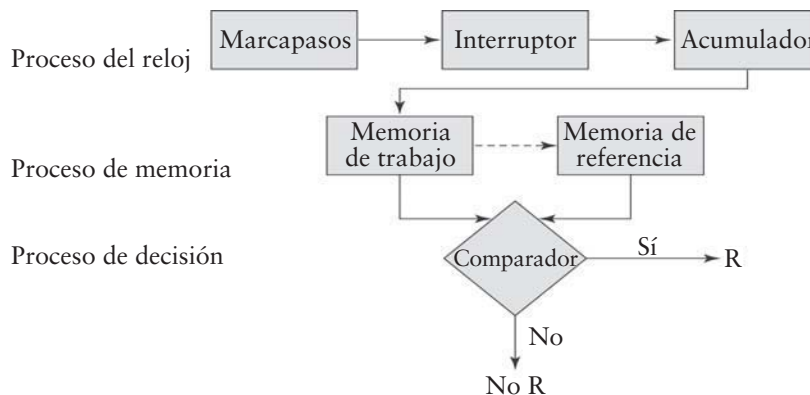 Proceso del reloj
Marcapasos
Interruptor
Acumulador
Proceso de memoria
Memoria
de trabajo
Memoria de
referencia
Proceso de decisión
Comparador
Sí
R
No
No R